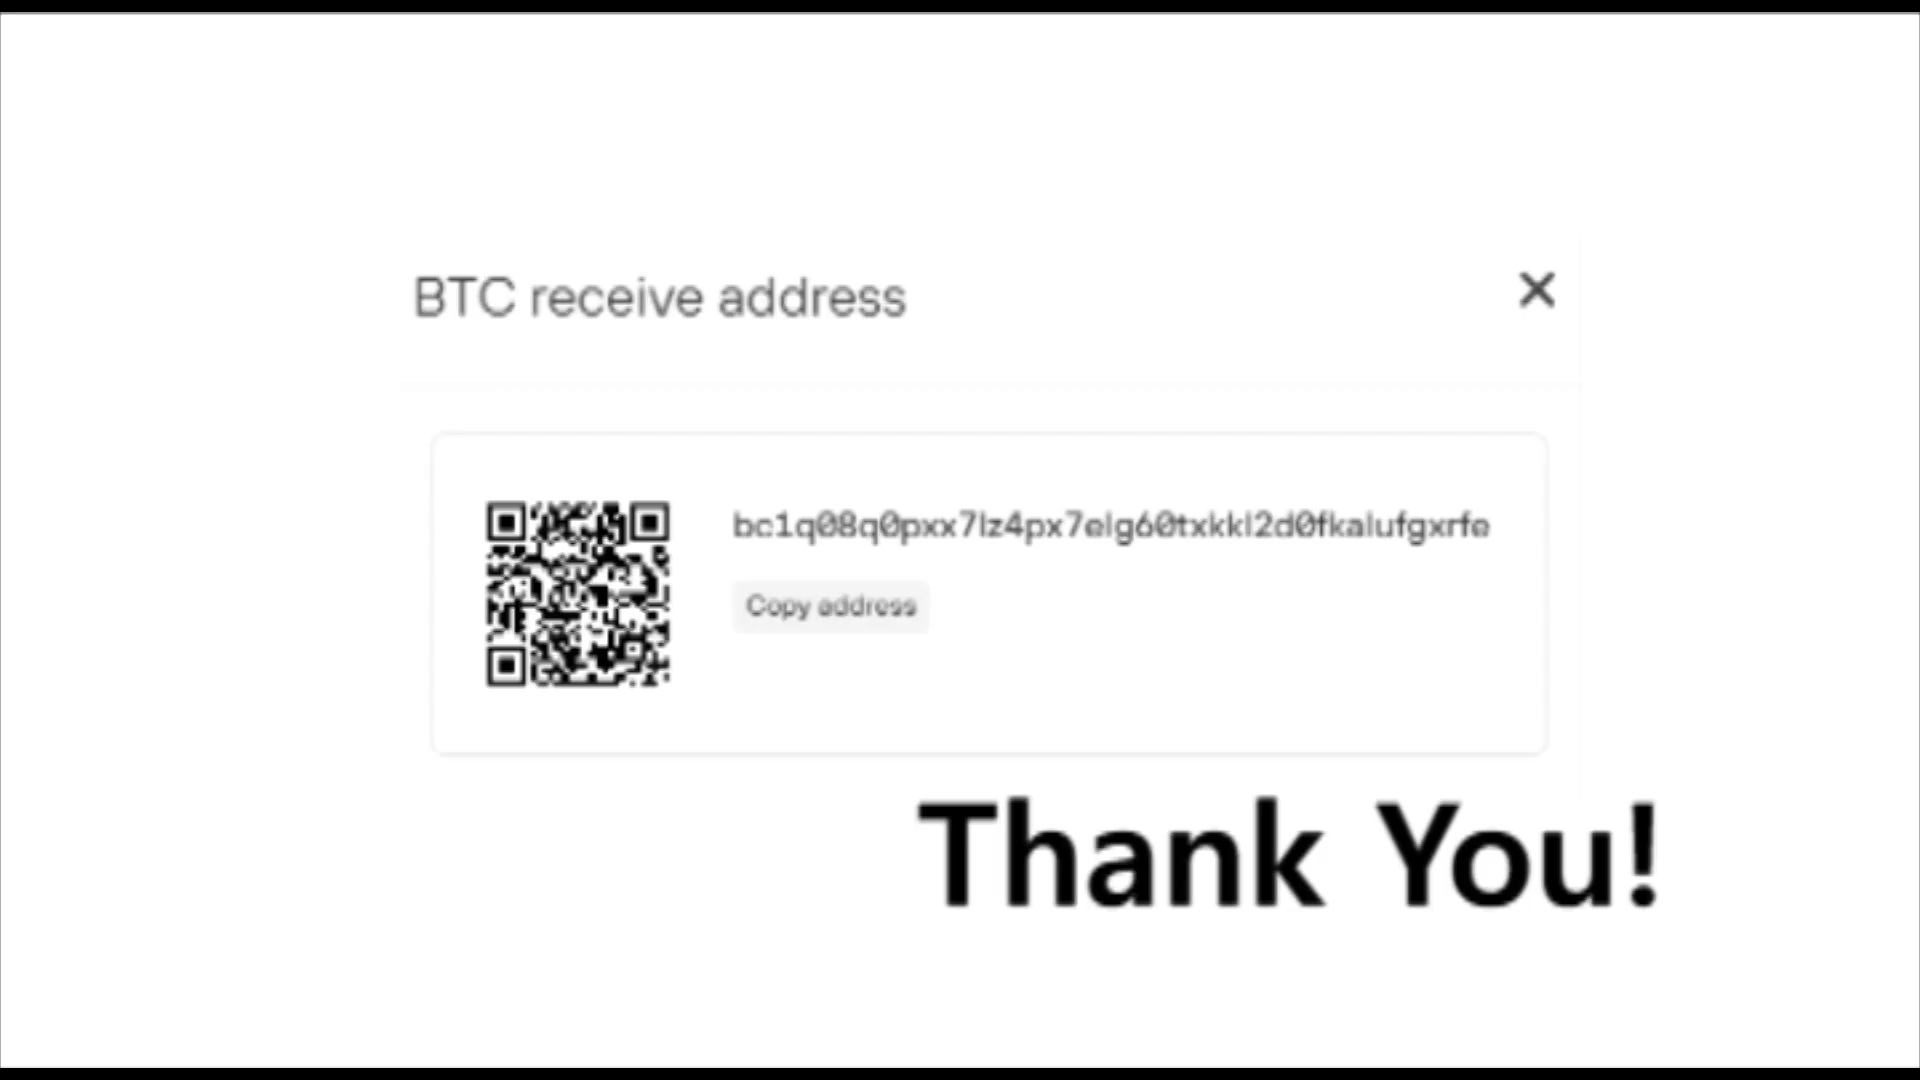 BTC receive address
bc1q08q0pxx7lz4px7elg60txkkl2d0fkalufgxrfe
Copy address
Thank You!